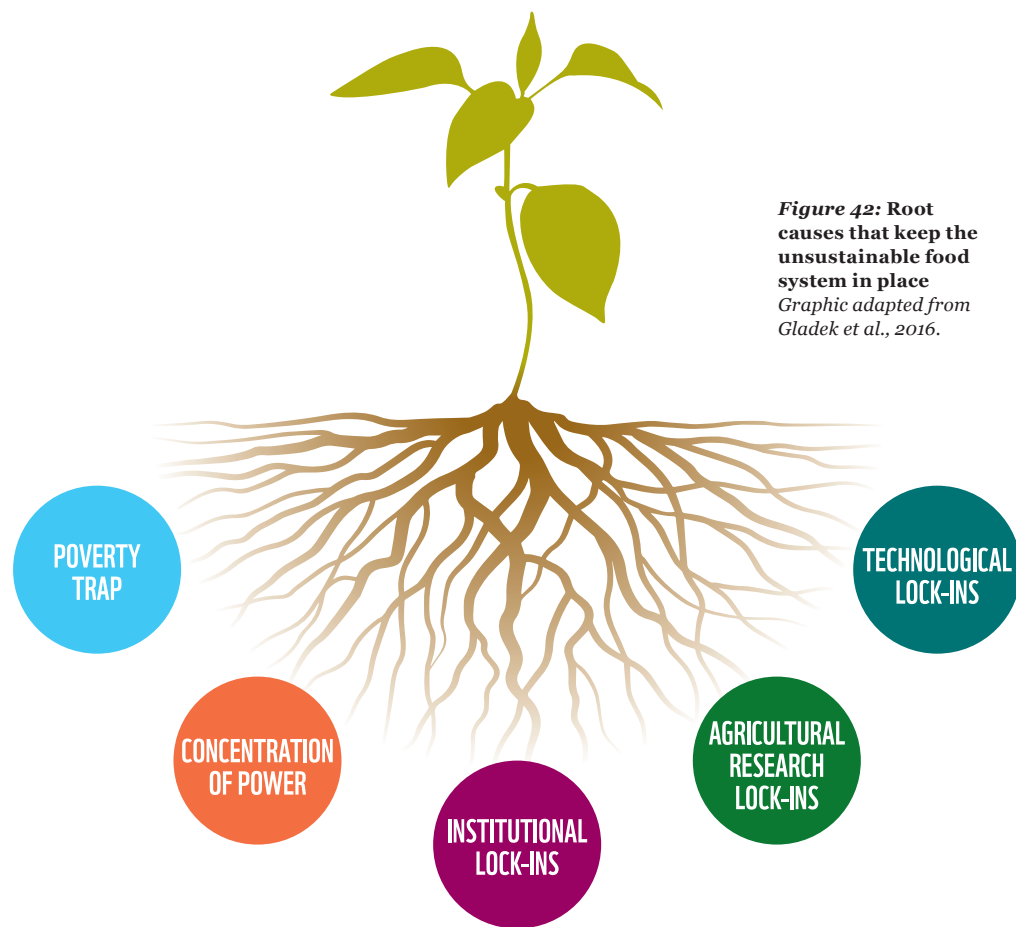 Figure 42: Root
causes that keep the
unsustainable food
system in place
Graphic adapted from
Gladek et al., 2016.
POVERTY
TRAP
TECHNOLOGICAL
LOCK-INS
CONCENTRATION
OF POWER
AGRICULTURAL
RESEARCH
LOCK-INS
INSTITUTIONAL
LOCK-INS